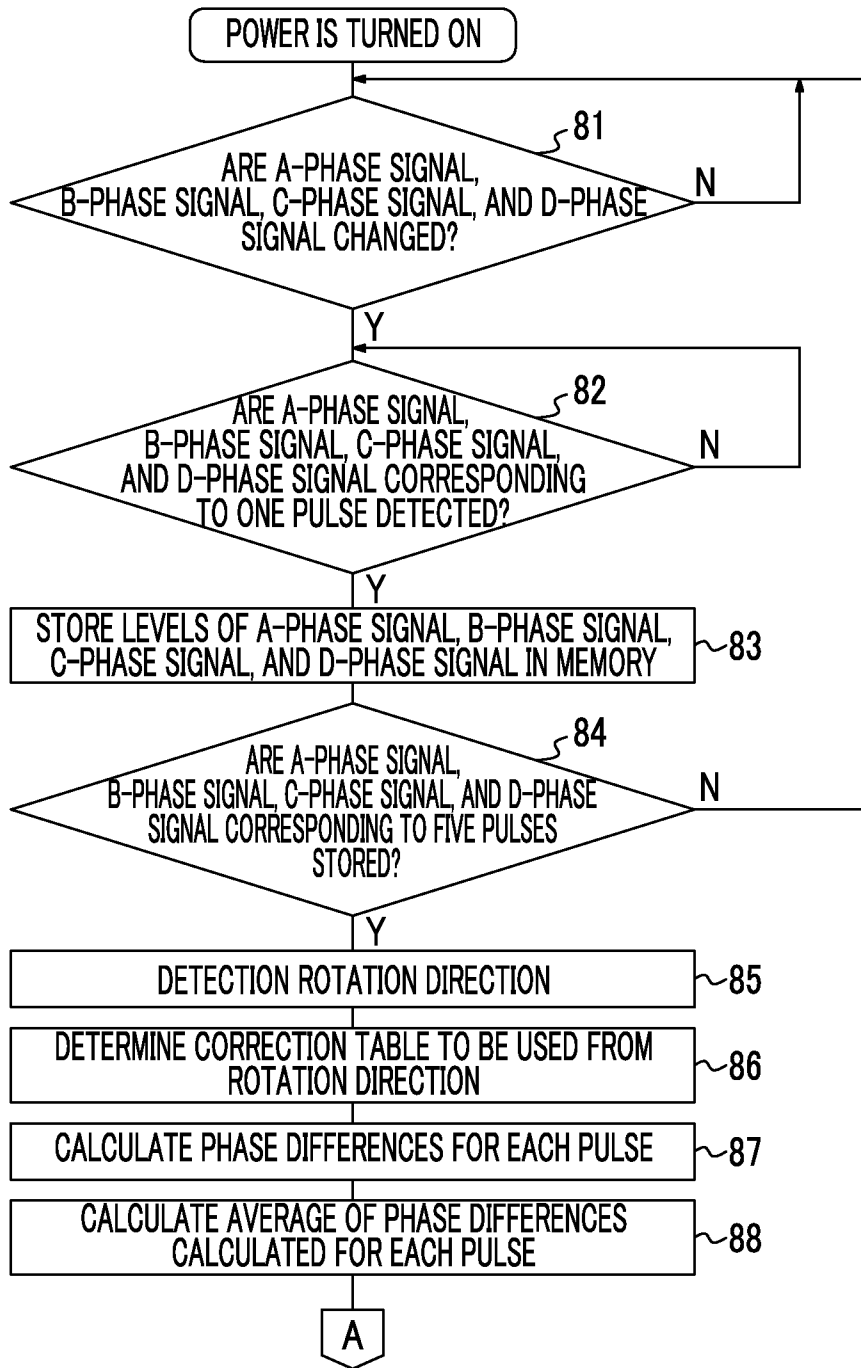 POWER IS TURNED ON
81
ARE A-PHASE SIGNAL,
B-PHASE SIGNAL, C-PHASE SIGNAL, AND D-PHASE
SIGNAL CHANGED?
N
Y
82
ARE A-PHASE SIGNAL,
B-PHASE SIGNAL, C-PHASE SIGNAL,
AND D-PHASE SIGNAL CORRESPONDING
TO ONE PULSE DETECTED?
N
Y
STORE LEVELS OF A-PHASE SIGNAL, B-PHASE SIGNAL,
C-PHASE SIGNAL, AND D-PHASE SIGNAL IN MEMORY
83
84
ARE A-PHASE SIGNAL,
B-PHASE SIGNAL, C-PHASE SIGNAL, AND D-PHASE
SIGNAL CORRESPONDING TO FIVE PULSES
STORED?
N
Y
DETECTION ROTATION DIRECTION
85
DETERMINE CORRECTION TABLE TO BE USED FROM
ROTATION DIRECTION
86
CALCULATE PHASE DIFFERENCES FOR EACH PULSE
87
CALCULATE AVERAGE OF PHASE DIFFERENCES
CALCULATED FOR EACH PULSE
88
A